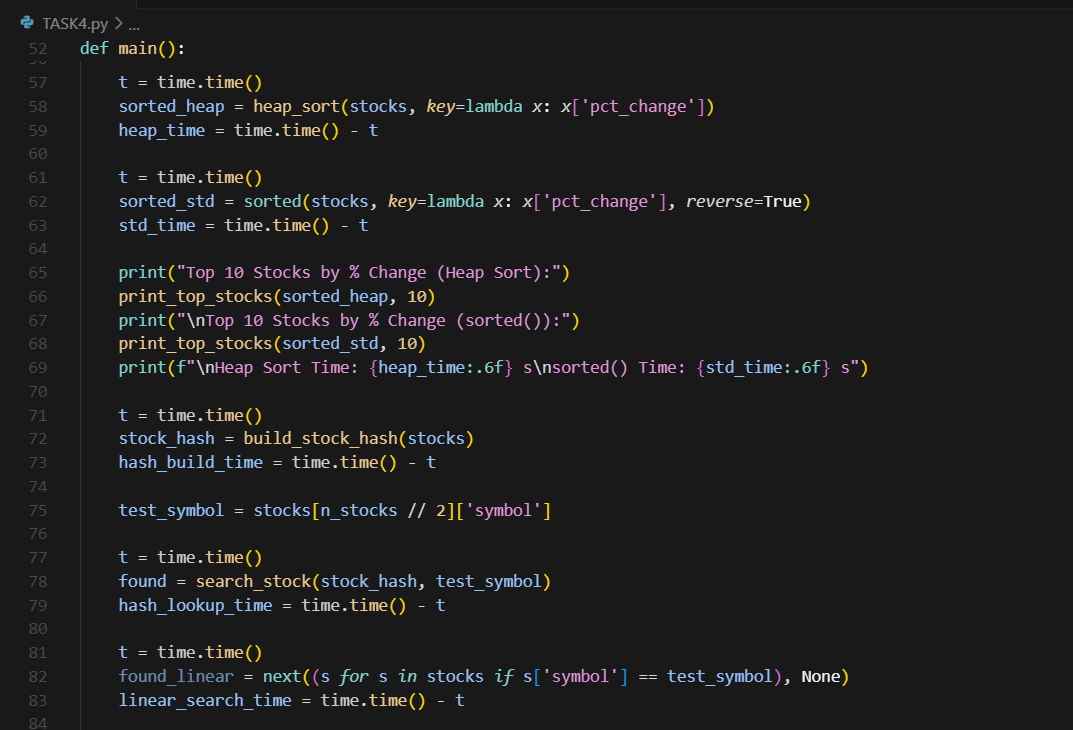 TASK4.py > ...
52 def main():
57     t = time.time()
58     sorted_heap = heap_sort(stocks, key=lambda x: x['pct_change'])
59     heap_time = time.time() - t
60
61     t = time.time()
62     sorted_std = sorted(stocks, key=lambda x: x['pct_change'], reverse=True)
63     std_time = time.time() - t
64
65     print("Top 10 Stocks by % Change (Heap Sort):")
66     print_top_stocks(sorted_heap, 10)
67     print("\nTop 10 Stocks by % Change (sorted()):")
68     print_top_stocks(sorted_std, 10)
69     print(f"\nHeap Sort Time: {heap_time:.6f} s\nsorted() Time: {std_time:.6f} s")
70
71     t = time.time()
72     stock_hash = build_stock_hash(stocks)
73     hash_build_time = time.time() - t
74
75     test_symbol = stocks[n_stocks // 2]['symbol']
76
77     t = time.time()
78     found = search_stock(stock_hash, test_symbol)
79     hash_lookup_time = time.time() - t
80
81     t = time.time()
82     found_linear = next((s for s in stocks if s['symbol'] == test_symbol), None)
83     linear_search_time = time.time() - t
84